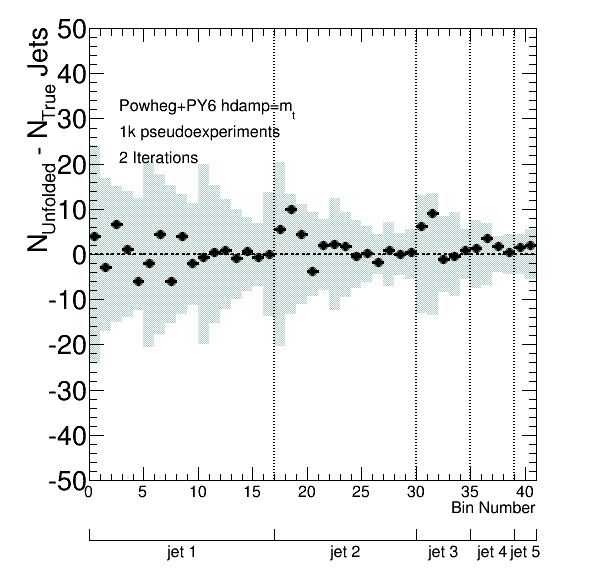 N_Unfolded - N_True Jets
50
40
30
20
10
0
-10
-20
-30
-40
-50
Powheg+PY6 hdamp=m_t
1k pseudoexperiments
2 Iterations
0 5 10 15 20 25 30 35 40
Bin Number
jet 1 jet 2 jet 3 jet 4 jet 5